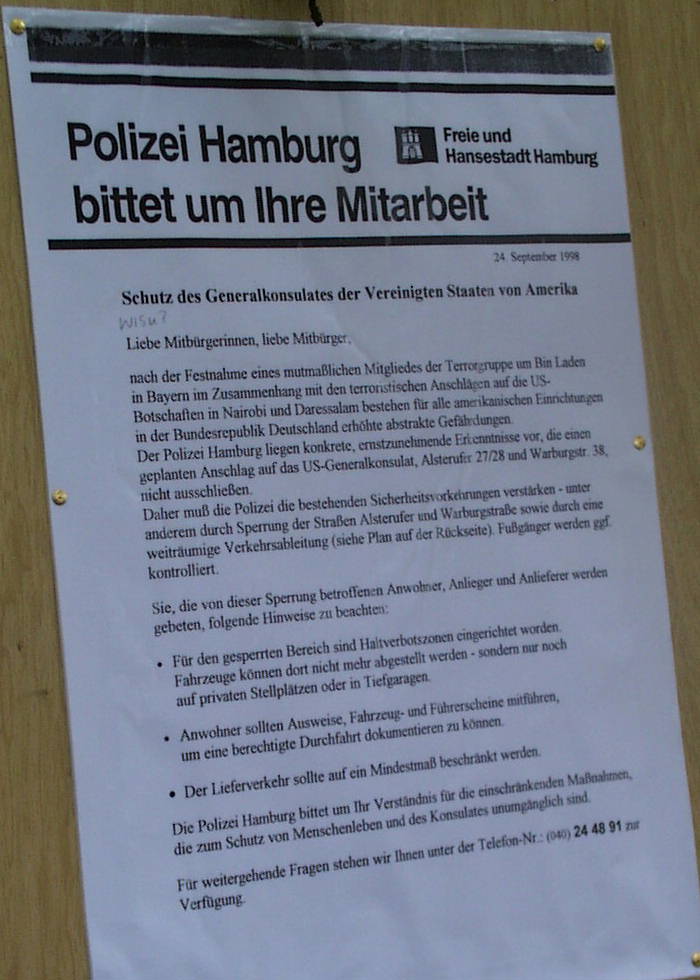 Polizei Hamburg
Freie und
Hansestadt Hamburg
bittet um Ihre Mitarbeit
24. September 1998
Schutz des Generalkonsulates der Vereinigten Staaten von Amerika
Wisu?
Liebe Mitbürgerinnen, liebe Mitbürger,
nach der Festnahme eines mutmaßlichen Mitgliedes der Terrorgruppe um Bin Laden
in Bayern im Zusammenhang mit den terroristischen Anschlägen auf die US-
Botschaften in Nairobi und Daressalam bestehen für alle amerikanischen Einrichtungen
in der Bundesrepublik Deutschland erhöhte abstrakte Gefährdungen.
Der Polizei Hamburg liegen konkrete, ernstzunehmende Erkenntnisse vor, die einen
geplanten Anschlag auf das US-Generalkonsulat, Alsterufer 27/28 und Warburgstr. 38,
nicht ausschließen.
Daher muß die Polizei die bestehenden Sicherheitsvorkehrungen verstärken - unter
anderem durch Sperrung der Straßen Alsterufer und Warburgstraße sowie durch eine
weiträumige Verkehrsableitung (siehe Plan auf der Rückseite). Fußgänger werden ggf.
kontrolliert.
Sie, die von dieser Sperrung betroffenen Anwohner, Anlieger und Anlieferer werden
gebeten, folgende Hinweise zu beachten:
• Für den gesperrten Bereich sind Haltverbotszonen eingerichtet worden.
Fahrzeuge können dort nicht mehr abgestellt werden - sondern nur noch
auf privaten Stellplätzen oder in Tiefgaragen.
• Anwohner sollten Ausweise, Fahrzeug- und Führerscheine mitführen,
um eine berechtigte Durchfahrt dokumentieren zu können.
• Der Lieferverkehr sollte auf ein Mindestmaß beschränkt werden.
Die Polizei Hamburg bittet um Ihr Verständnis für die einschränkenden Maßnahmen,
die zum Schutz von Menschenleben und des Konsulates unumgänglich sind.
Für weitergehende Fragen stehen wir Ihnen unter der Telefon-Nr.: (040) 24 48 91 zur
Verfügung.